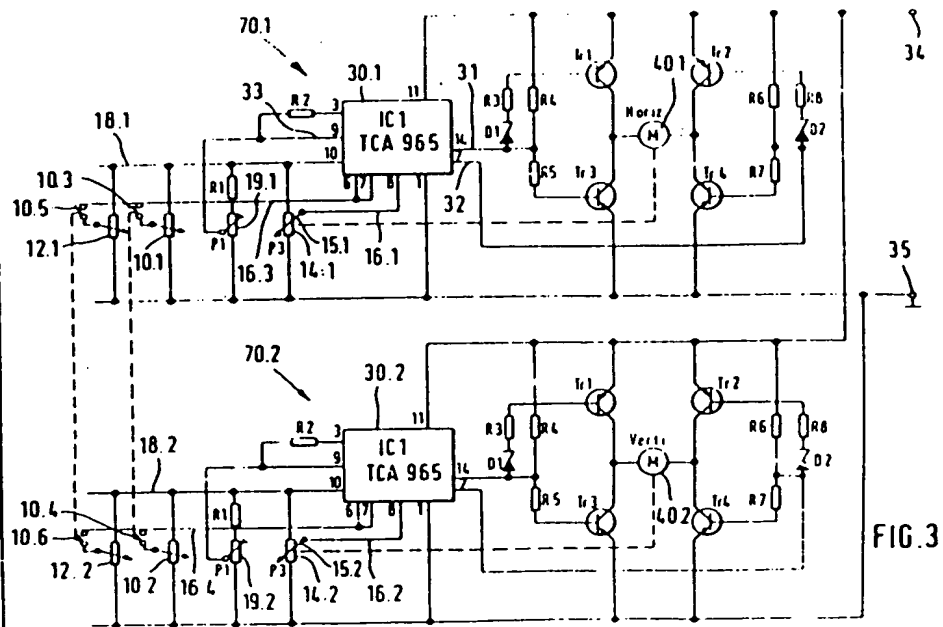 70.1
30.1
11
31
Tr1
Tr2
401
34
33
R2
3
9
10
IC1
TCA 965
14
2
R3
R4
Horiz
M
R6
R8
D1
D2
18.1
10.3
10.5
12.1
10.1
R1
19.1
6
7
8
1
32
R5
Tr3
Tr4
R7
P1
P3
15.1
14.1
16.3
16.1
35
70.2
30.2
11
Tr1
Tr2
R2
3
9
10
IC1
TCA 965
14
2
R3
R4
Verti
M
R6
R8
D1
D2
18.2
10.4
10.6
12.2
10.2
16.4
R1
6
7
8
1
R5
Tr3
Tr4
R7
402
P1
P3
19.2
15.2
14.2
16.2
FIG.3